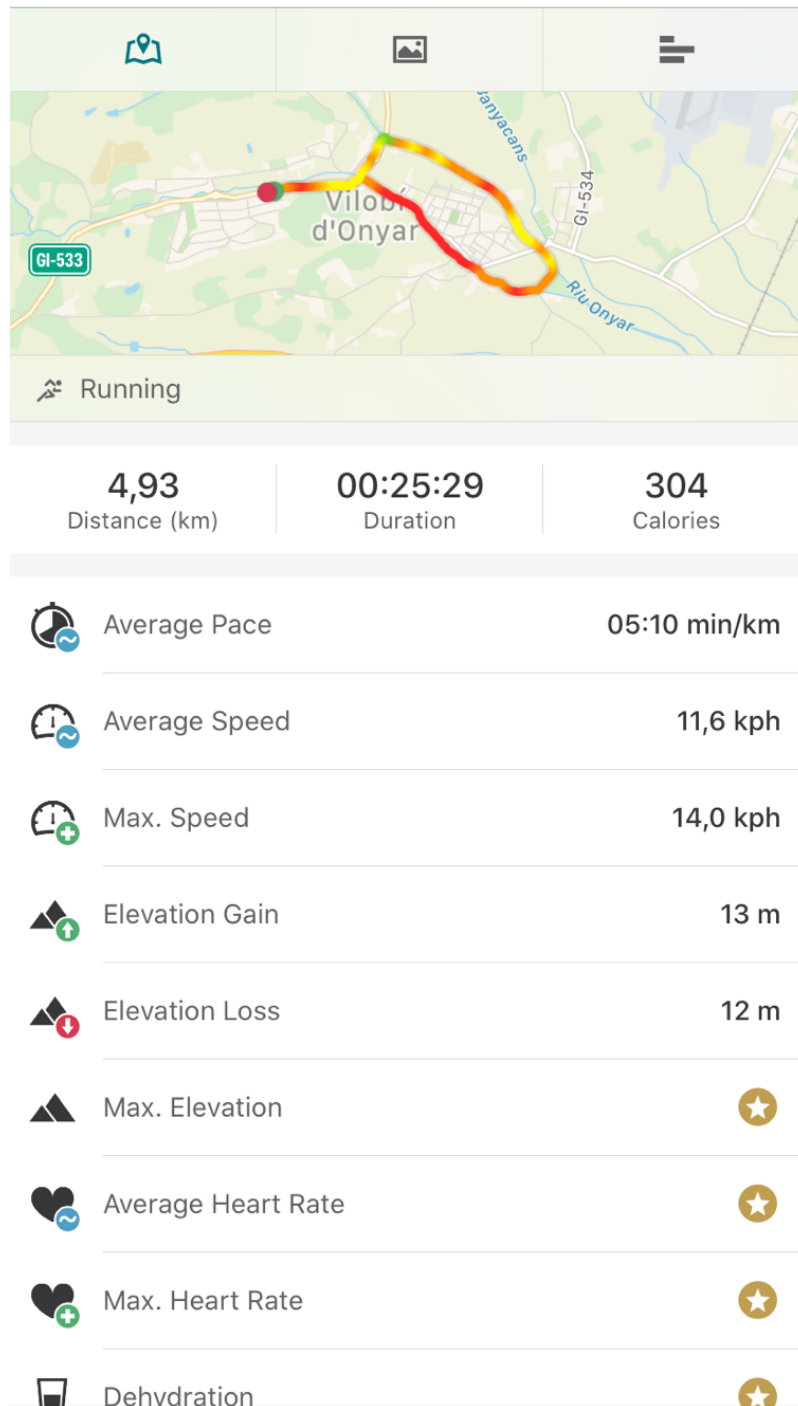 Banyacans
GI-534
Vilobí
d'Onyar
GI-533
Riu Onyar
Running
4,93
Distance (km)
00:25:29
Duration
304
Calories
Average Pace
05:10 min/km
Average Speed
11,6 kph
Max. Speed
14,0 kph
Elevation Gain
13 m
Elevation Loss
12 m
Max. Elevation
Average Heart Rate
Max. Heart Rate
Dehydration